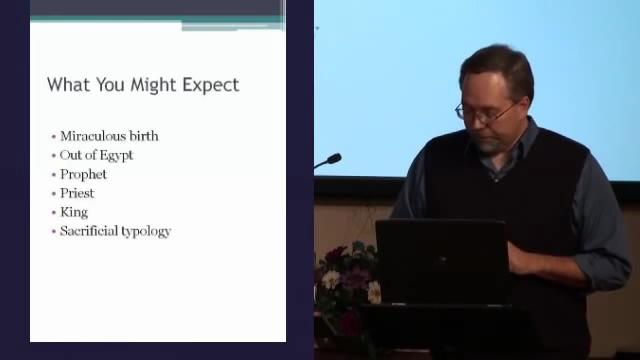 What You Might Expect
• Miraculous birth
• Out of Egypt
• Prophet
• Priest
• King
• Sacrificial typology